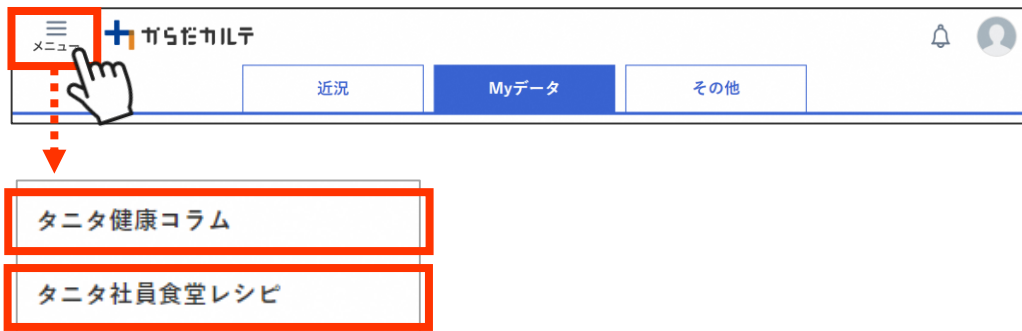 メニュー
からだカルテ
近況
Myデータ
その他
タニタ健康コラム
タニタ社員食堂レシピ